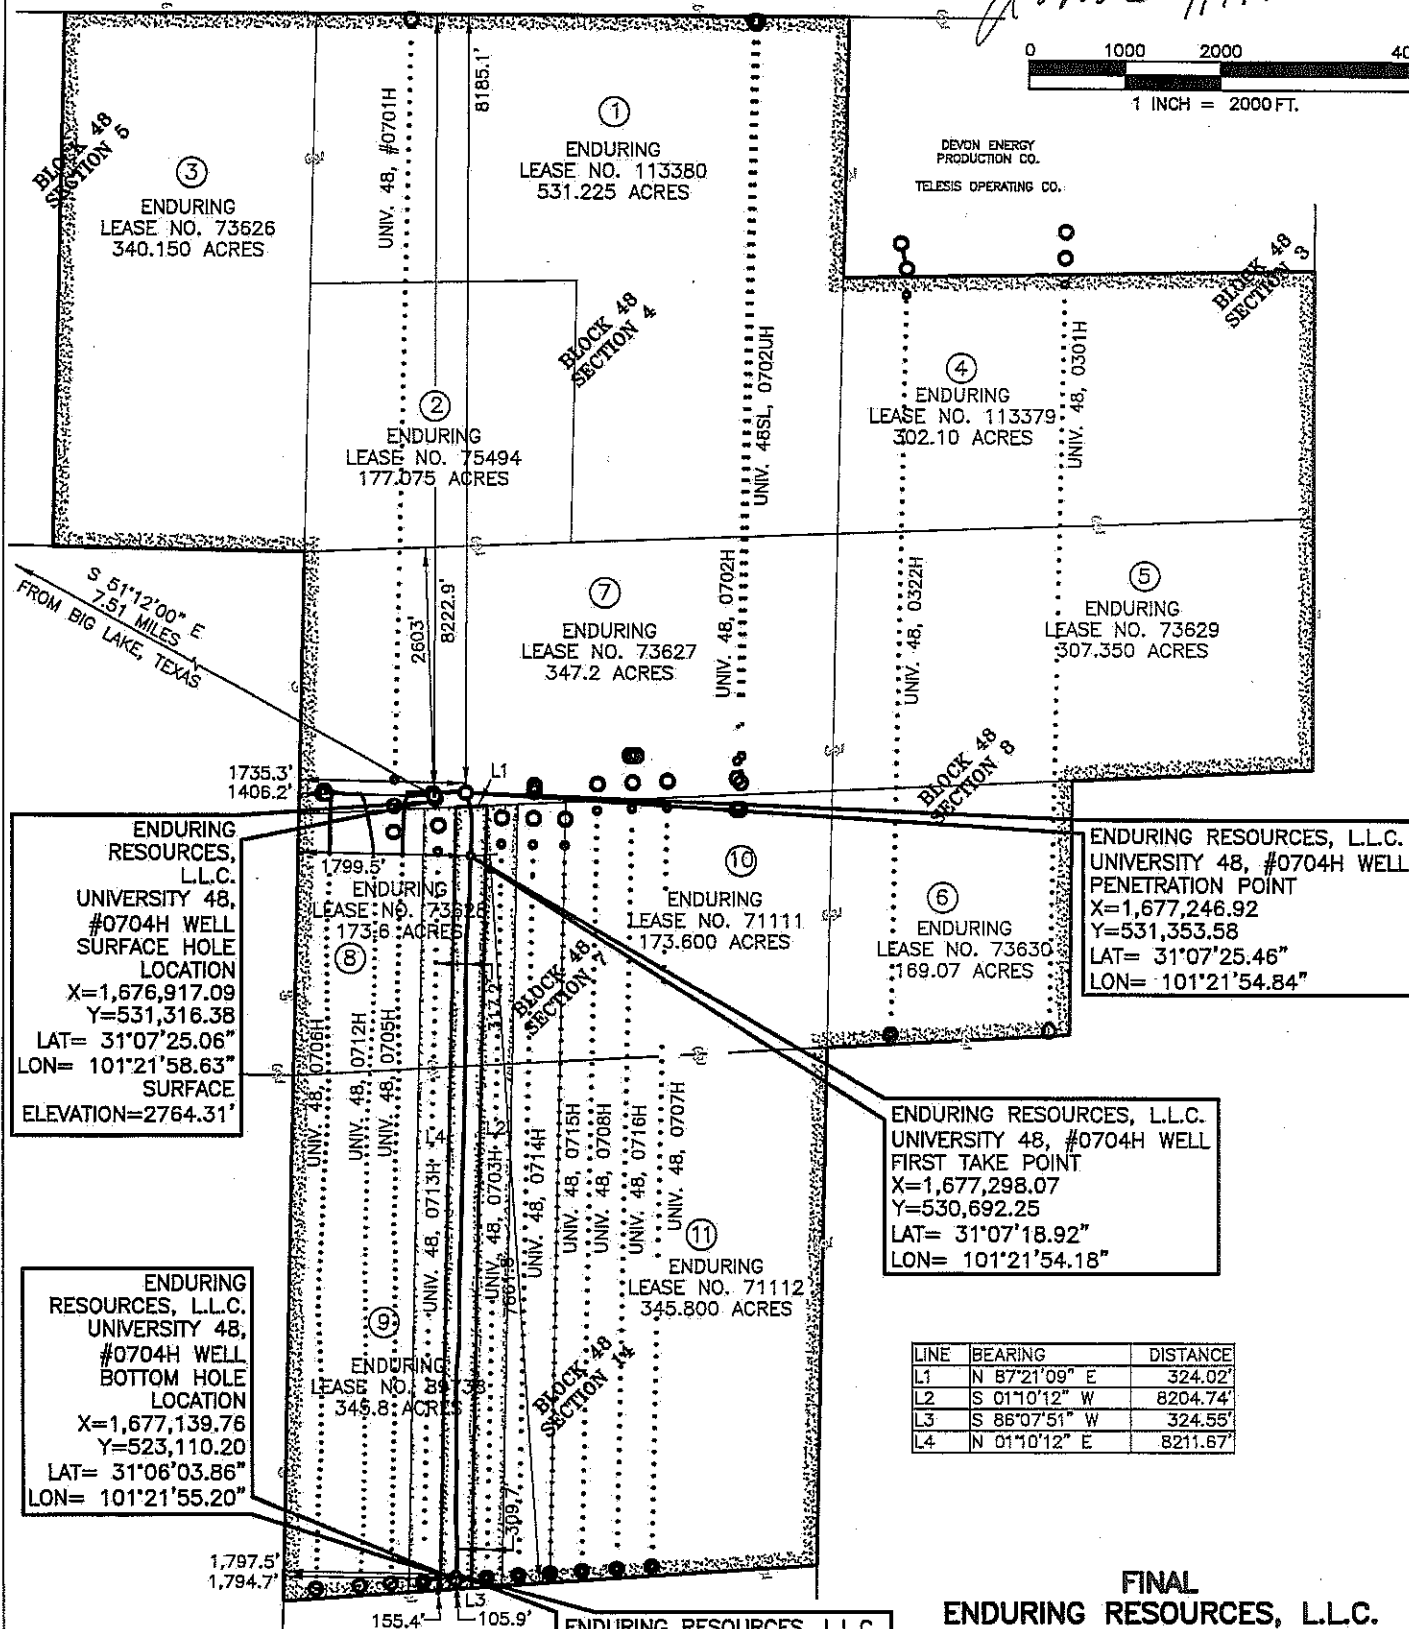 0 1000 2000
1 INCH = 2000 FT.
DEVON ENERGY
PRODUCTION CO.
TELESIS OPERATING CO.
BLOCK 48
SECTION 5
3
ENDURING
LEASE NO. 73626
340.150 ACRES
UNIV. 48, #0701H
8185.1'
1
ENDURING
LEASE NO. 113380
531.225 ACRES
BLOCK 48
SECTION 4
UNIV. 48SL, 0702UH
BLOCK 48
SECTION 3
4
ENDURING
LEASE NO. 113379
302.10 ACRES
UNIV. 48, 0301H
2
ENDURING
LEASE NO. 75494
177.075 ACRES
S 51°12'00" E
7.51 MILES
FROM BIG LAKE, TEXAS
2603'
8222.9'
7
ENDURING
LEASE NO. 73627
347.2 ACRES
UNIV. 48, 0702H
UNIV. 48, 0322H
5
ENDURING
LEASE NO. 73629
307.350 ACRES
BLOCK 48
SECTION 8
1735.3'
1406.2'
L1
ENDURING
RESOURCES,
L.L.C.
UNIVERSITY 48,
#0704H WELL
SURFACE HOLE
LOCATION
X=1,676,917.09
Y=531,316.38
LAT= 31°07'25.06"
LON= 101°21'58.63"
SURFACE
ELEVATION=2764.31'
1799.5'
ENDURING
LEASE NO. 73628
173.6 ACRES
8
10
ENDURING
LEASE NO. 71111
173.600 ACRES
6
ENDURING
LEASE NO. 73630
169.07 ACRES
ENDURING RESOURCES, L.L.C.
UNIVERSITY 48, #0704H WELL
PENETRATION POINT
X=1,677,246.92
Y=531,353.58
LAT= 31°07'25.46"
LON= 101°21'54.84"
317.2'
BLOCK 48
SECTION 7
UNIV. 48, 0706H
UNIV. 48, 0712H
UNIV. 48, 0705H
L4
UNIV. 48, 0713H
L2
UNIV. 48, 0703H
UNIV. 48, 0714H
UNIV. 48, 0715H
UNIV. 48, 0708H
UNIV. 48, 0716H
UNIV. 48, 0707H
ENDURING RESOURCES, L.L.C.
UNIVERSITY 48, #0704H WELL
FIRST TAKE POINT
X=1,677,298.07
Y=530,692.25
LAT= 31°07'18.92"
LON= 101°21'54.18"
11
ENDURING
LEASE NO. 71112
345.800 ACRES
ENDURING
RESOURCES, L.L.C.
UNIVERSITY 48,
#0704H WELL
BOTTOM HOLE
LOCATION
X=1,677,139.76
Y=523,110.20
LAT= 31°06'03.86"
LON= 101°21'55.20"
9
ENDURING
LEASE NO.
345.8 ACRES
BLOCK 48
SECTION 14
LINE BEARING DISTANCE
L1 N 87°21'09" E 324.02'
L2 S 01°10'12" W 8204.74'
L3 S 86°07'51" W 324.55'
L4 N 01°10'12" E 8211.67'
309.7'
1,797.5'
1,794.7'
L3
155.4'
105.9'
ENDURING RESOURCES, L.L.C.
FINAL
ENDURING RESOURCES, L.L.C.